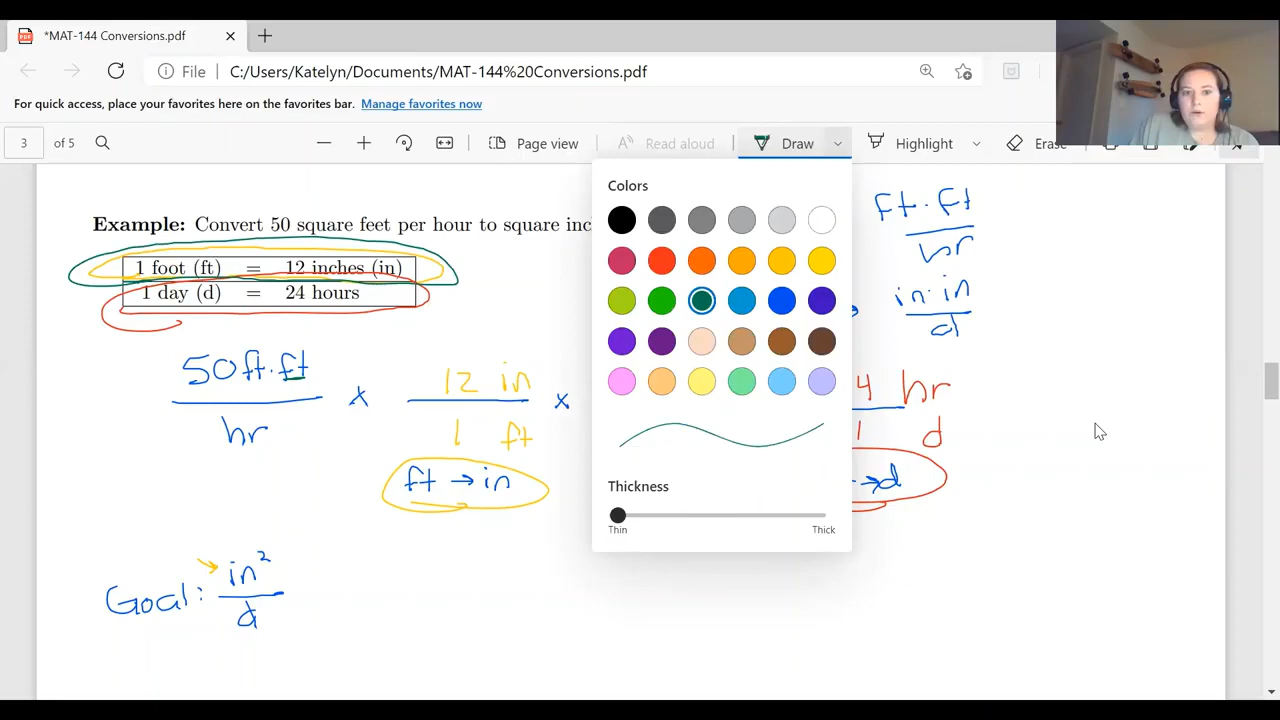 *MAT-144 Conversions.pdf
File C:/Users/Katelyn/Documents/MAT-144%20Conversions.pdf
For quick access, place your favorites here on the favorites bar. Manage favorites now
3 of 5 Page view Read aloud Draw Highlight Erase
Example: Convert 50 square feet per hour to square inc
1 foot (ft) = 12 inches (in)
1 day (d) = 24 hours
50ft·ft
hr
x
12 in
1 ft
x
ft → in
Goal: in²
d
Colors
Thickness
Thin Thick
ft·ft
hr
in·in
d
4 hr
1 d
→d